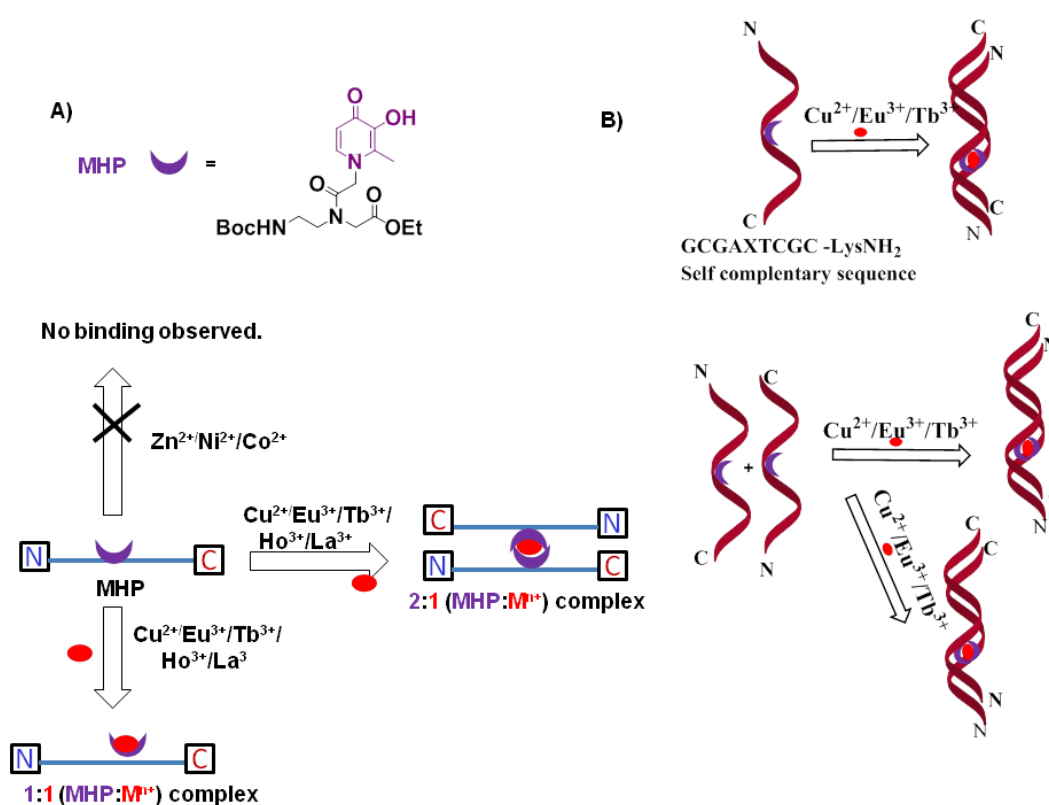 A)
MHP
=
O
OH
N
O
O
BocHN
N
OEt
No binding observed.
Zn²⁺/Ni²⁺/Co²⁺
Cu²⁺/Eu³⁺/Tb³⁺/
Ho³⁺/La³⁺
N
C
MHP
C
N
N
C
2:1 (MHP:Mⁿ⁺) complex
Cu²⁺/Eu³⁺/Tb³⁺/
Ho³⁺/La³
N
C
1:1 (MHP:Mⁿ⁺) complex
B)
N
C
Cu²⁺/Eu³⁺/Tb³⁺
C
N
C
N
GCGAXTCGC -LysNH₂
Self complentary sequence
N
C
+
C
N
Cu²⁺/Eu³⁺/Tb³⁺
C
N
C
N
Cu²⁺/Eu³⁺/Tb³⁺
C
C
N
N